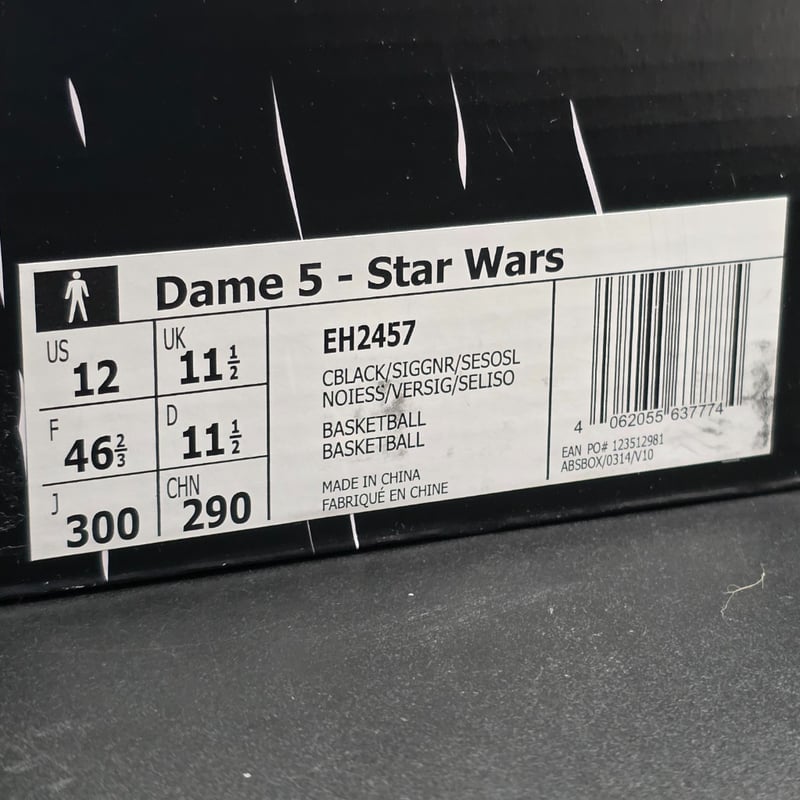 Dame 5 - Star Wars
US 12
UK 11 1/2
F 46 2/3
D 11 1/2
J 300
CHN 290
EH2457
CBLACK/SIGGNR/SESOSL
NOIESS/VERSIG/SELISO
BASKETBALL
BASKETBALL
MADE IN CHINA
FABRIQUÉ EN CHINE
4 062055 637774
EAN PO# 123512981
ABSBOX/0314/V10